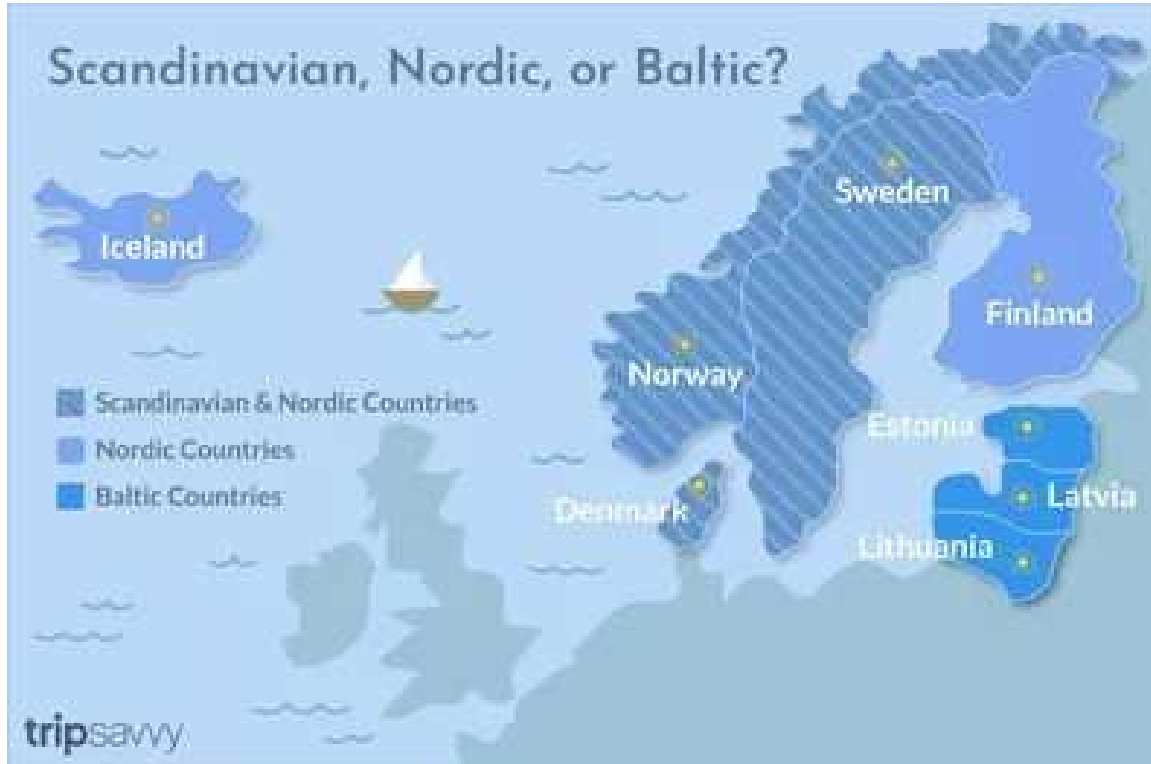 Scandinavian, Nordic, or Baltic?
Iceland
Sweden
Finland
Norway
Scandinavian & Nordic Countries
Nordic Countries
Baltic Countries
Estonia
Latvia
Denmark
Lithuania
tripsavvy